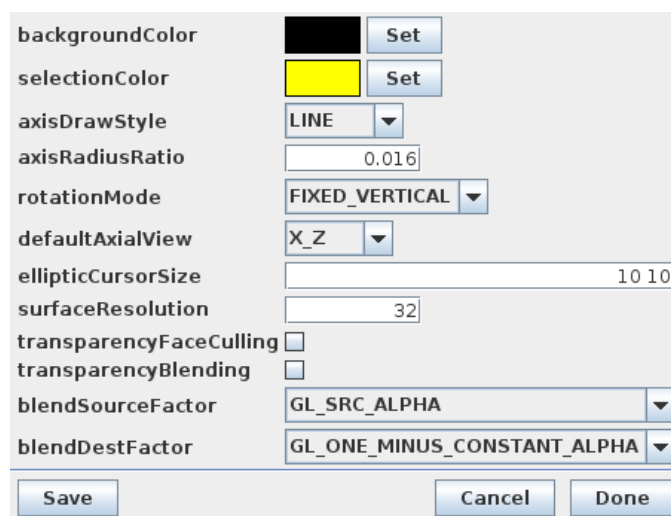 backgroundColor Set
selectionColor Set
axisDrawStyle LINE
axisRadiusRatio 0.016
rotationMode FIXED_VERTICAL
defaultAxialView X_Z
ellipticCursorSize 10 10
surfaceResolution 32
transparencyFaceCulling
transparencyBlending
blendSourceFactor GL_SRC_ALPHA
blendDestFactor GL_ONE_MINUS_CONSTANT_ALPHA
Save Cancel Done